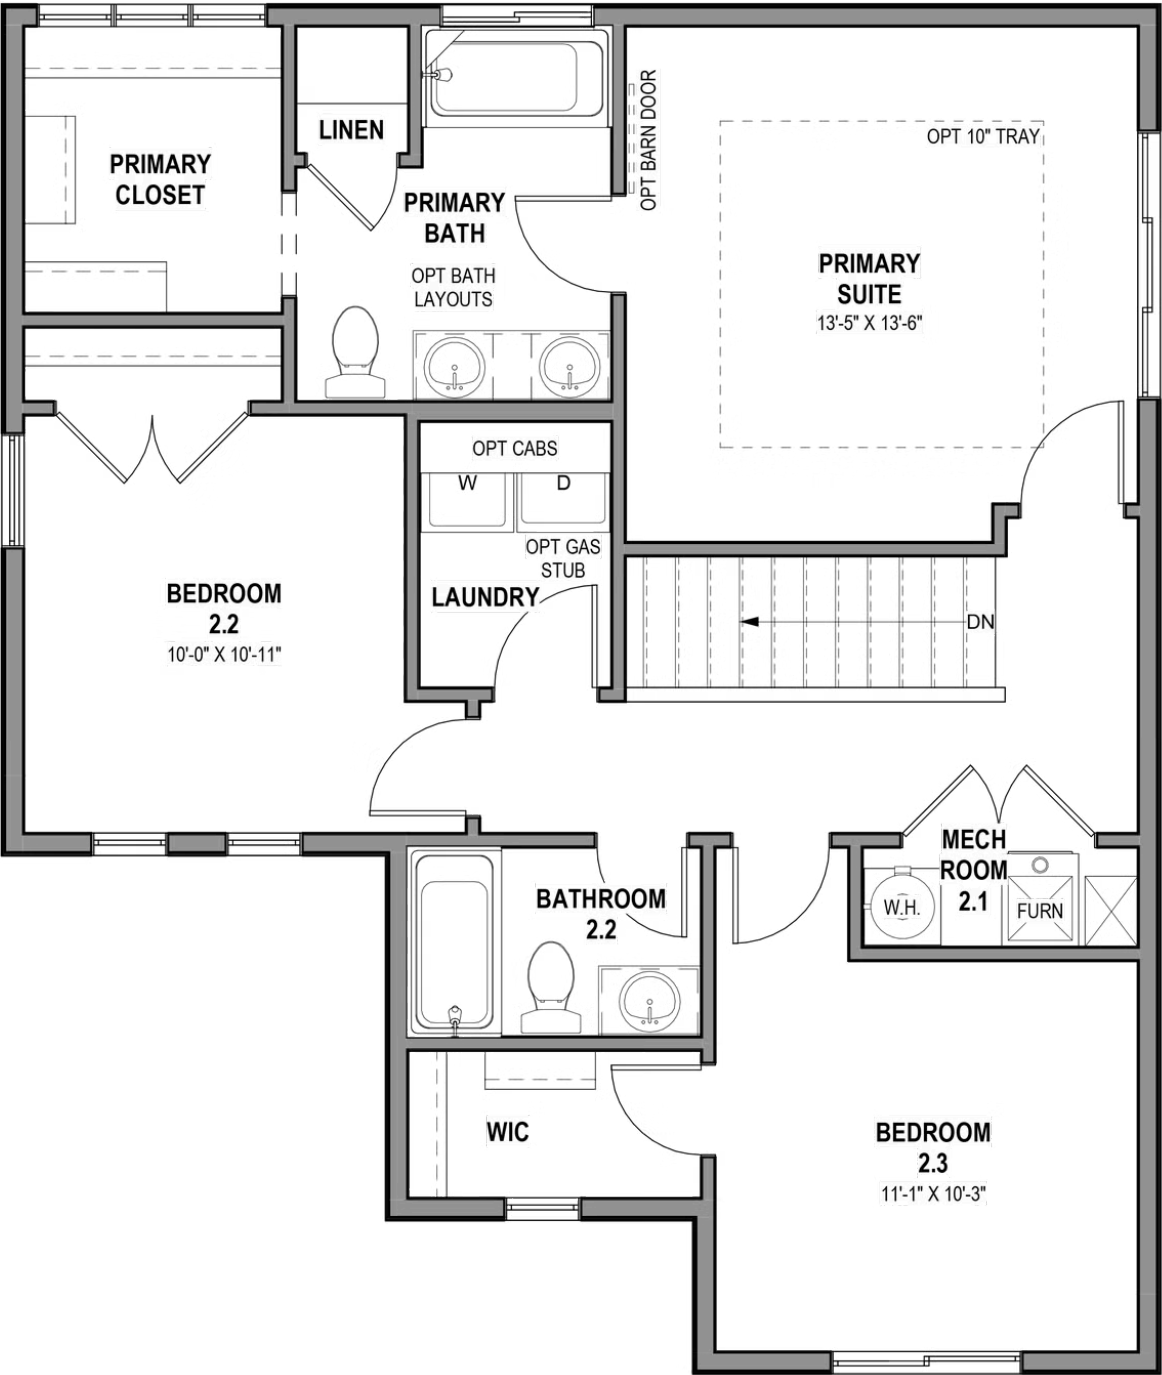 LINEN
PRIMARY
CLOSET
PRIMARY
BATH
OPT BATH
LAYOUTS
OPT BARN DOOR
OPT 10" TRAY
PRIMARY
SUITE
13'-5" X 13'-6"
OPT CABS
W
D
OPT GAS
STUB
LAUNDRY
BEDROOM
2.2
10'-0" X 10'-11"
DN
MECH
ROOM
2.1
W.H.
FURN
BATHROOM
2.2
WIC
BEDROOM
2.3
11'-1" X 10'-3"